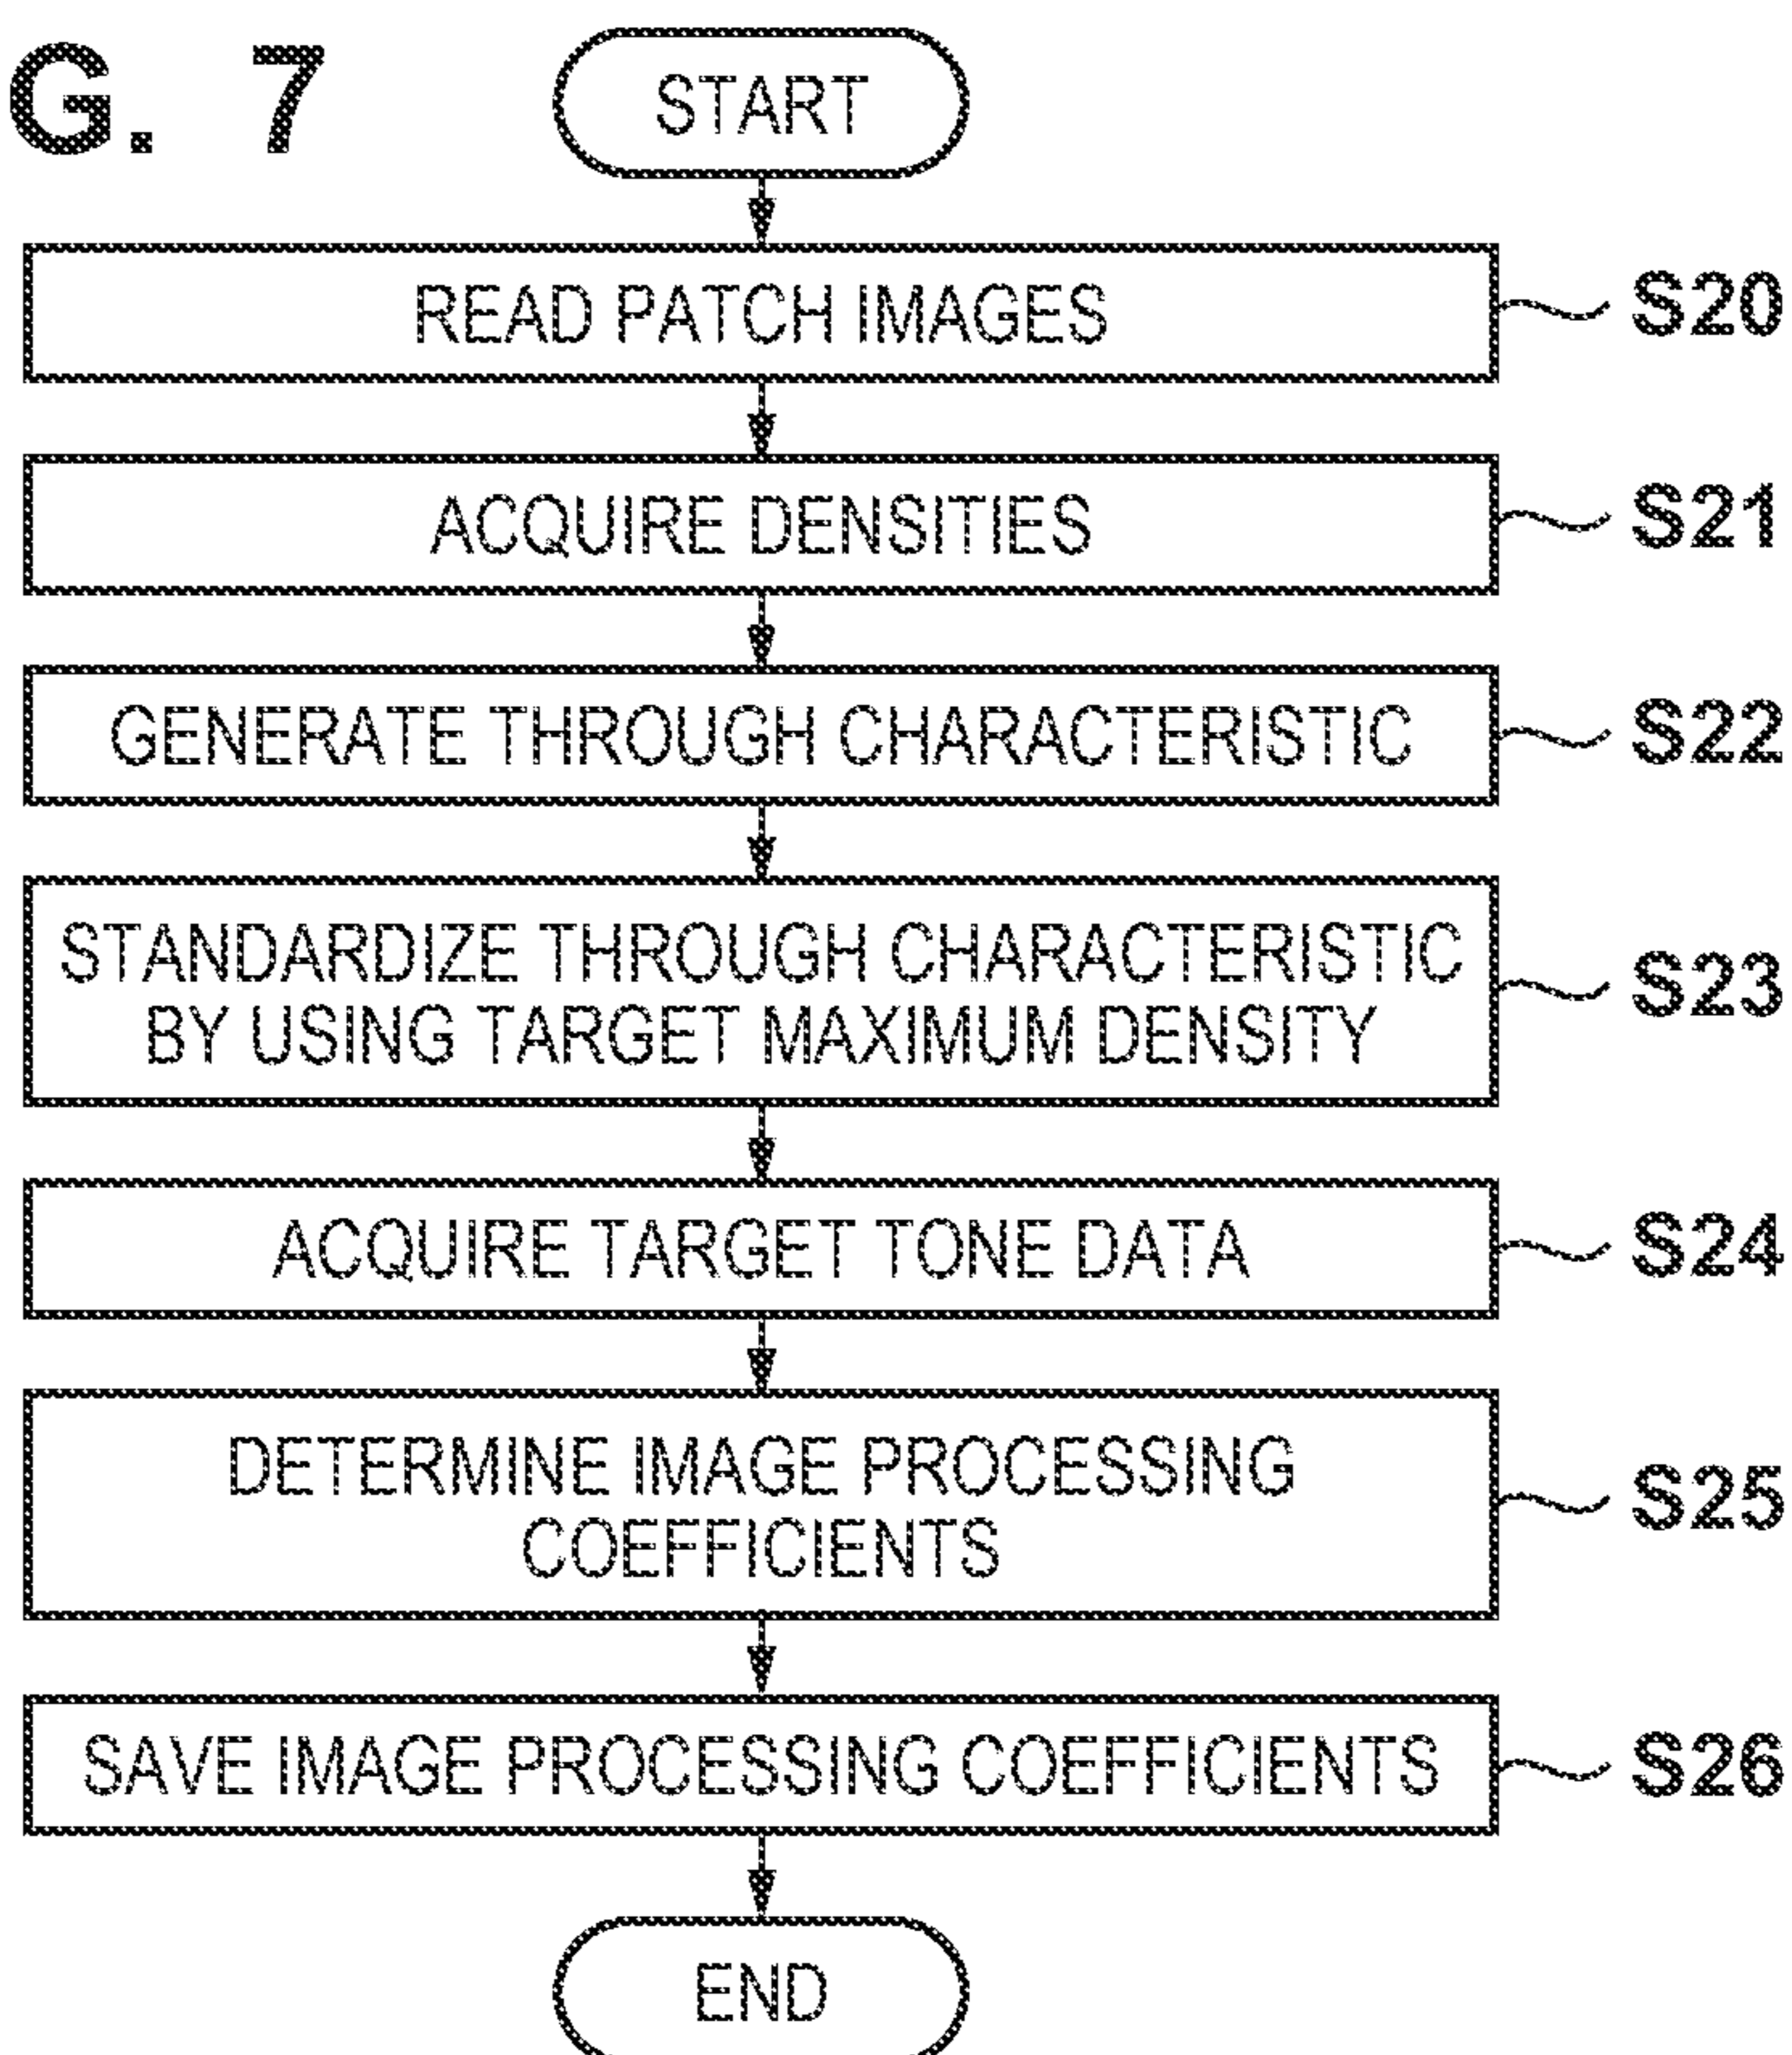 G. 7
START
READ PATCH IMAGES
S20
ACQUIRE DENSITIES
S21
GENERATE THROUGH CHARACTERISTIC
S22
STANDARDIZE THROUGH CHARACTERISTIC
BY USING TARGET MAXIMUM DENSITY
S23
ACQUIRE TARGET TONE DATA
S24
DETERMINE IMAGE PROCESSING
COEFFICIENTS
S25
SAVE IMAGE PROCESSING COEFFICIENTS
S26
END